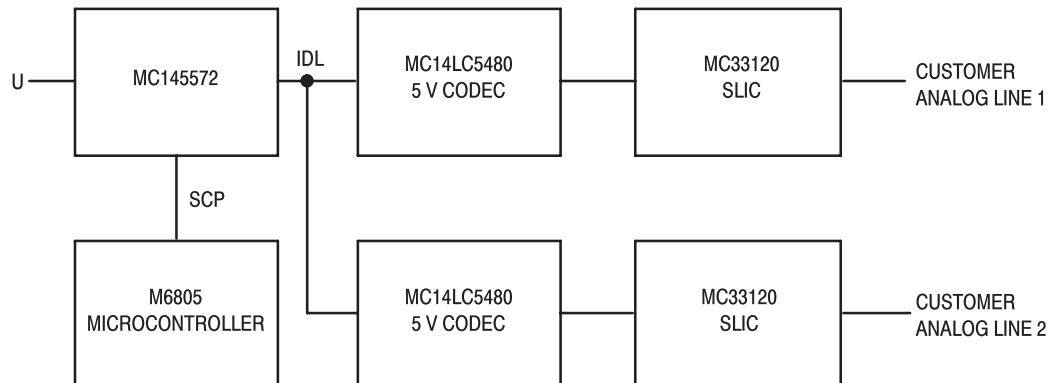 U
MC145572
IDL
MC14LC5480
5 V CODEC
MC33120
SLIC
CUSTOMER
ANALOG LINE 1
SCP
M6805
MICROCONTROLLER
MC14LC5480
5 V CODEC
MC33120
SLIC
CUSTOMER
ANALOG LINE 2